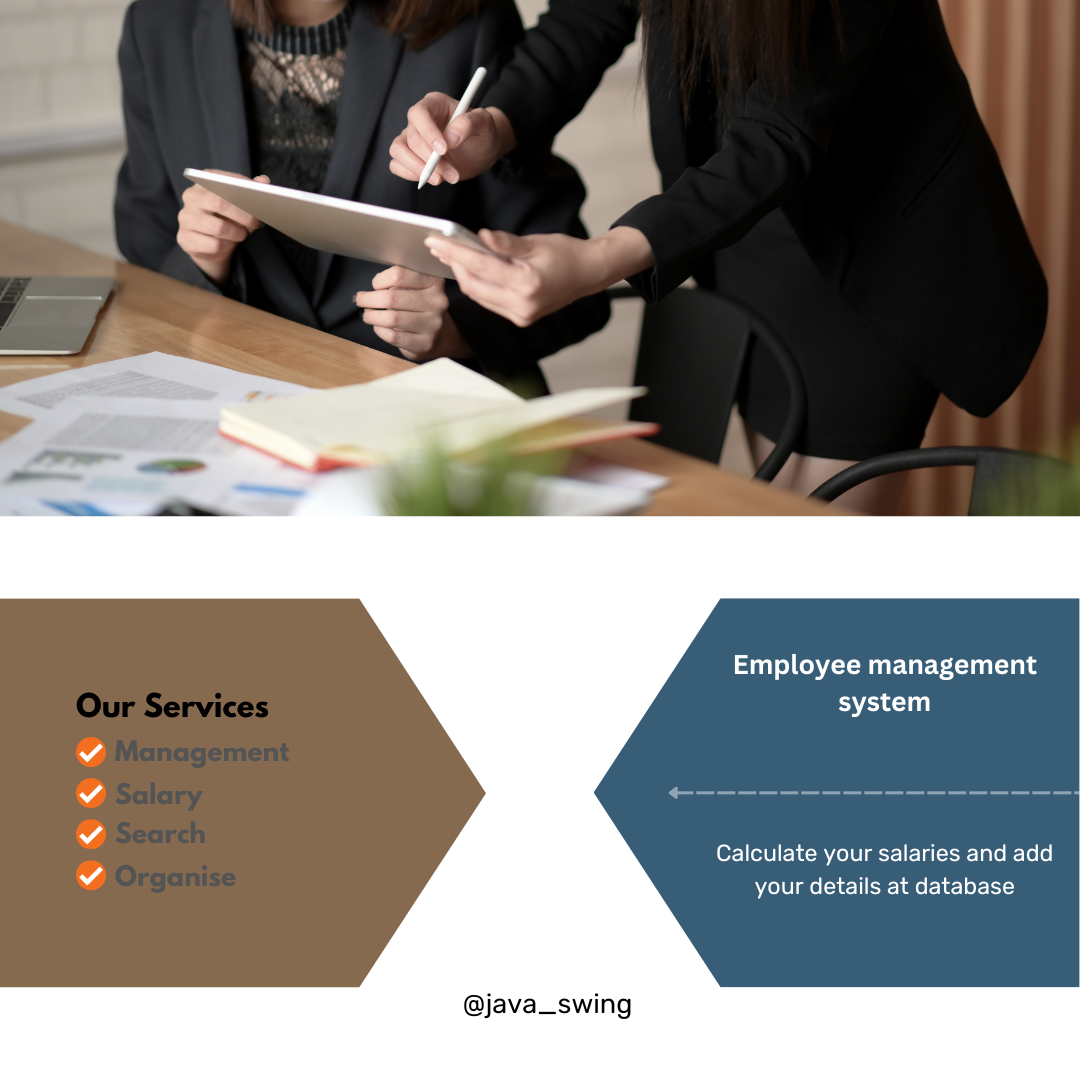 Our Services
Management
Salary
Search
Organise
Employee management
system
Calculate your salaries and add
your details at database
@java_swing